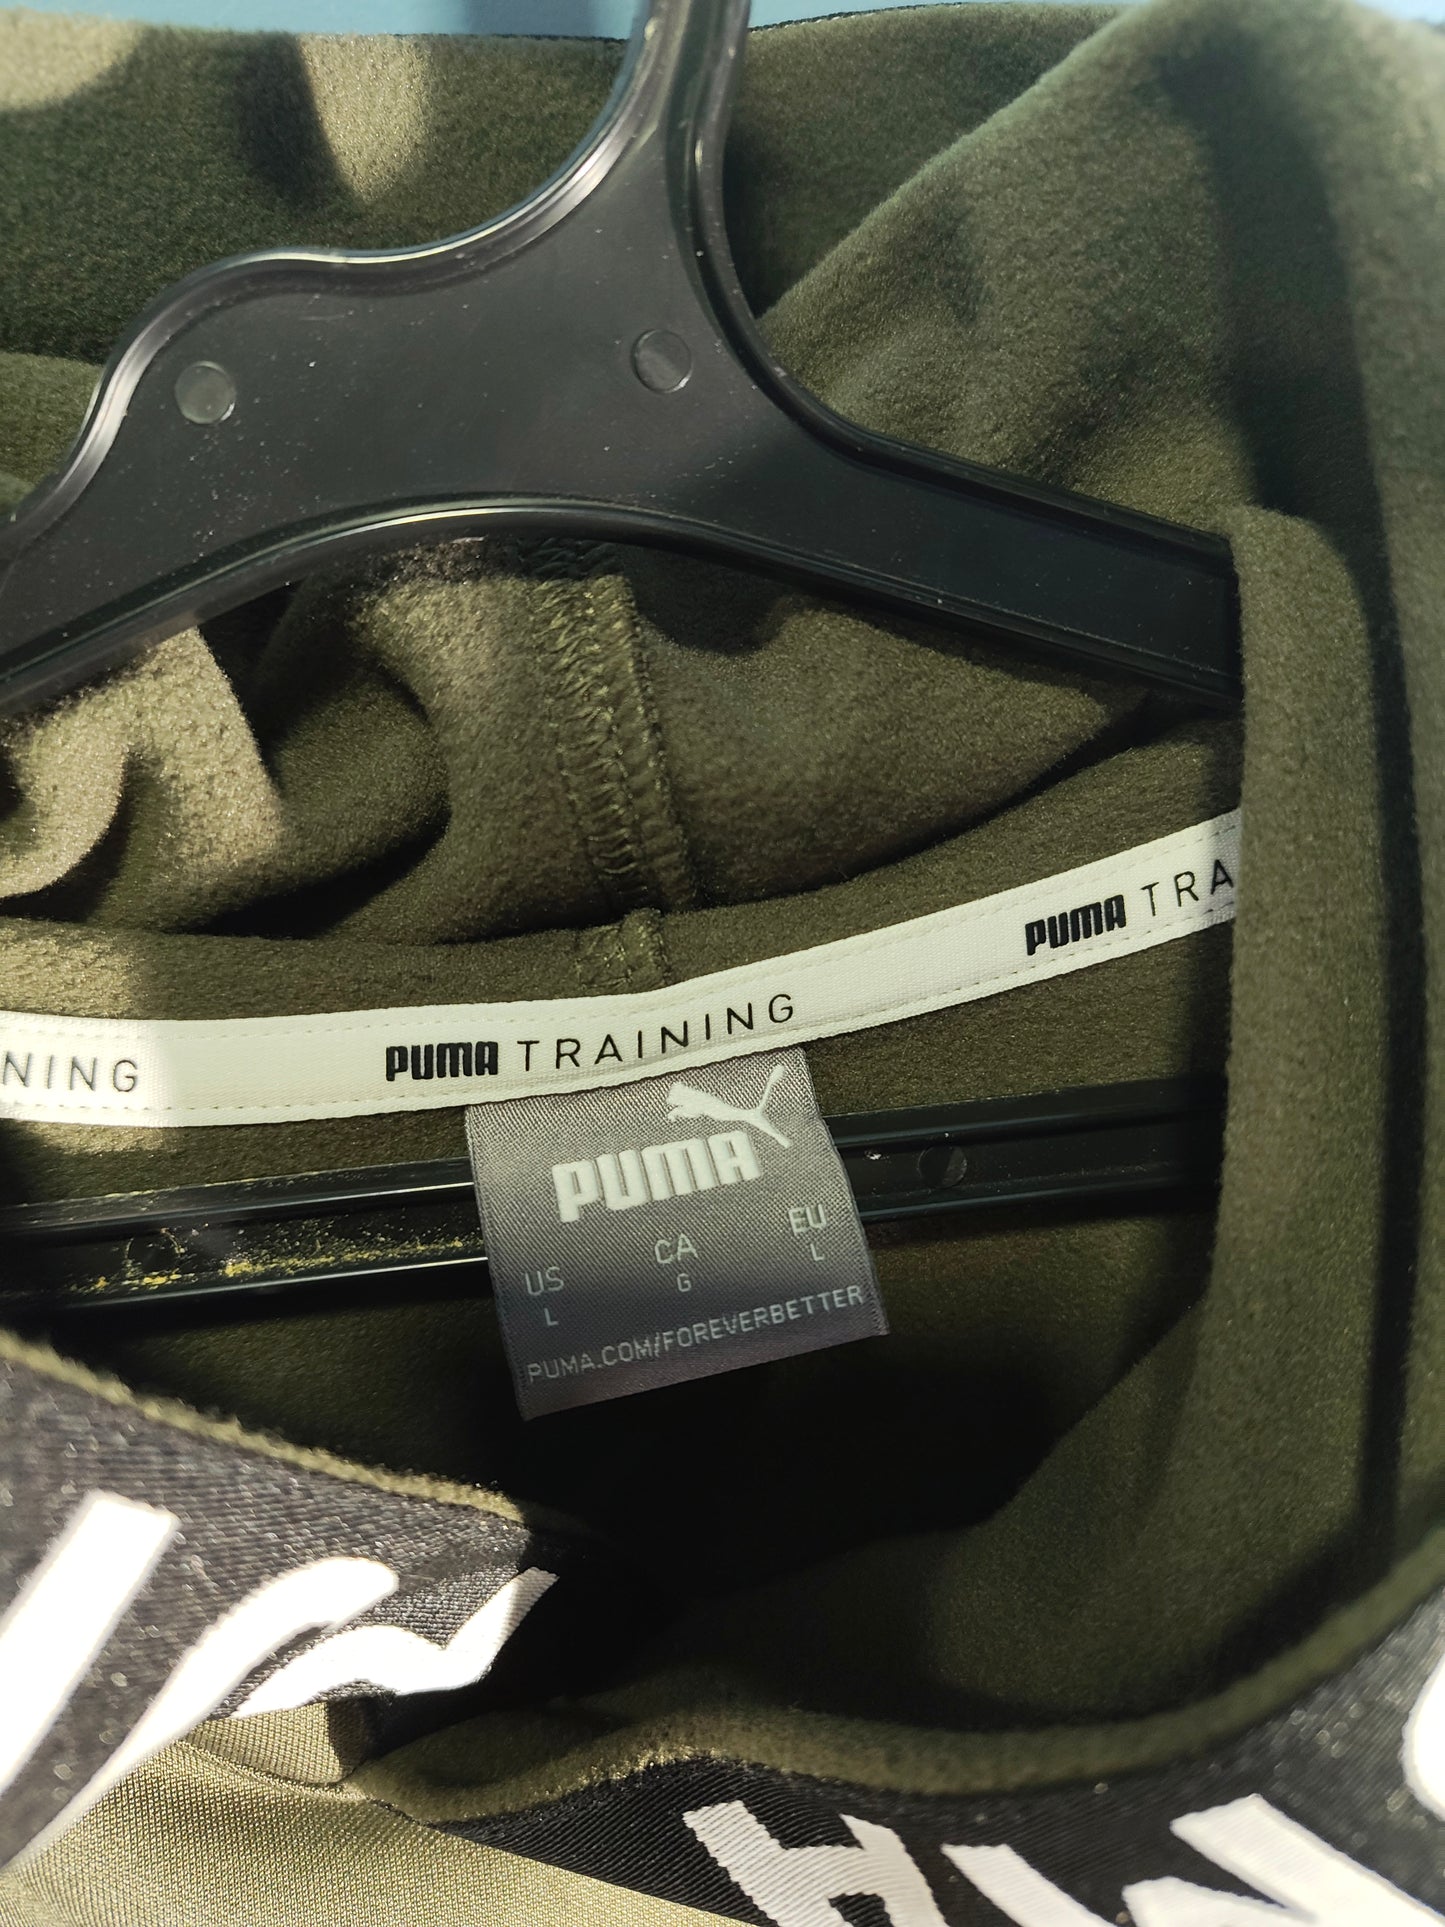 NING PUMA TRAINING PUMA TRA
PUMA
US CA EU
L G L
PUMA.COM/FOREVERBETTER